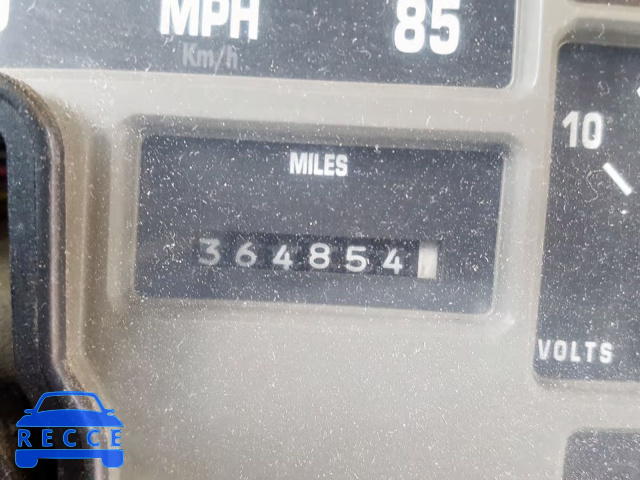 MPH
Km/h
85
10
MILES
364854
VOLTS
RECCE